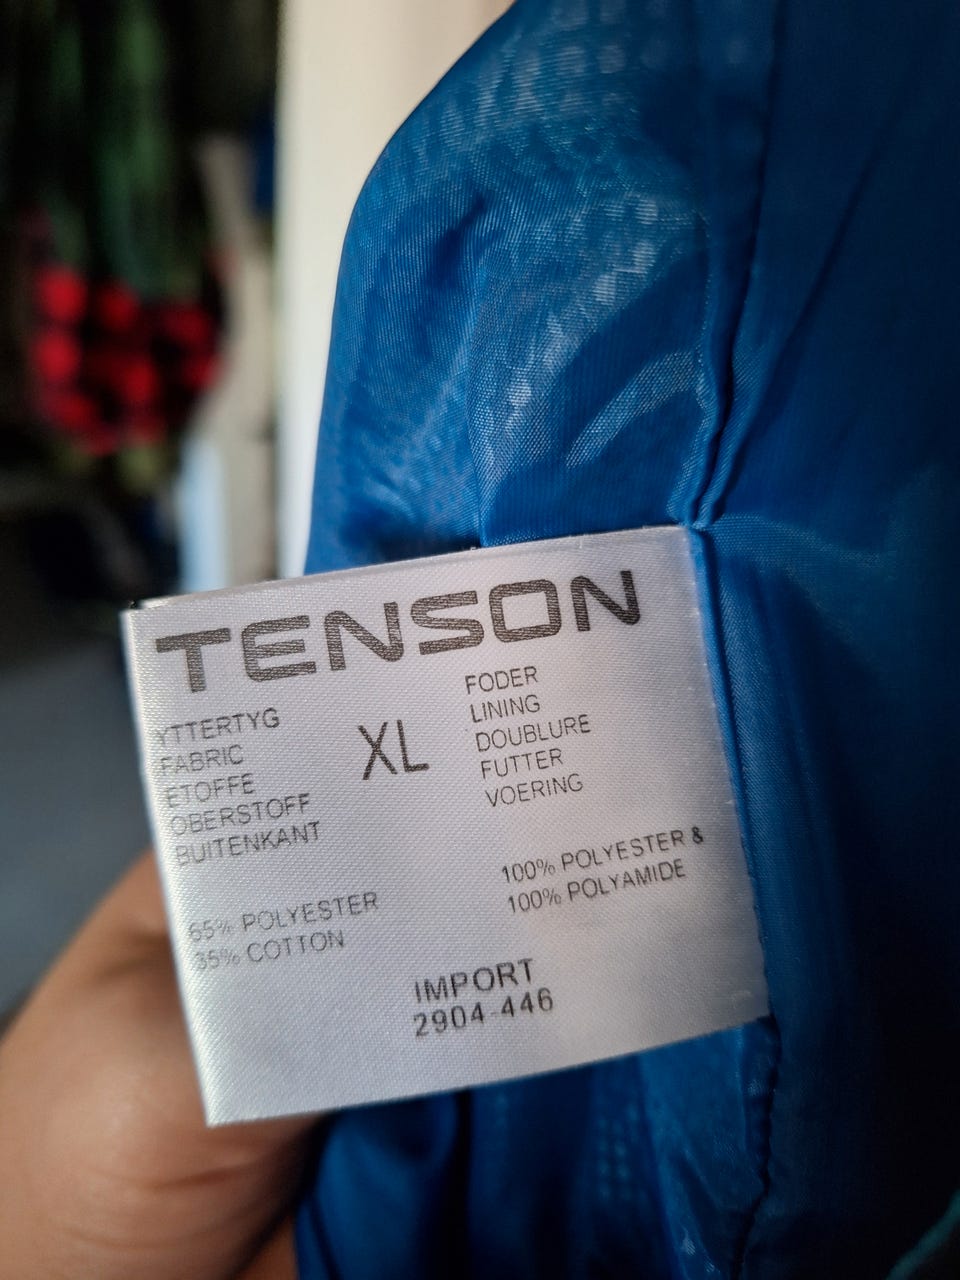 TENSON
YTTERTYG
FABRIC
ETOFFE
OBERSTOFF
BUITENKANT
XL
FODER
LINING
DOUBLURE
FUTTER
VOERING
65% POLYESTER
35% COTTON
100% POLYESTER &
100% POLYAMIDE
IMPORT
2904-446